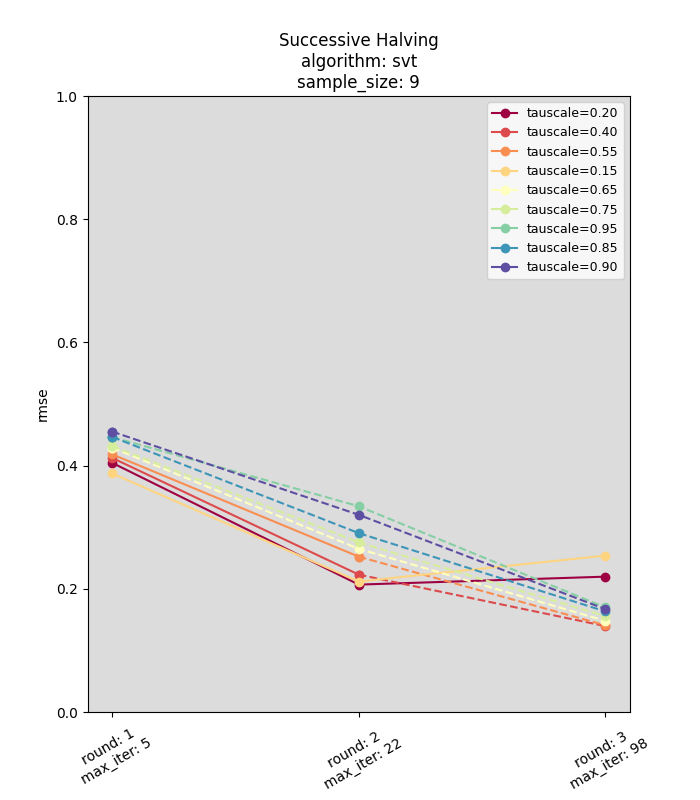 Successive Halving
algorithm: svt
sample_size: 9
1.0
0.8
0.6
0.4
0.2
0.0
rmse
tauscale=0.20
tauscale=0.40
tauscale=0.55
tauscale=0.15
tauscale=0.65
tauscale=0.75
tauscale=0.95
tauscale=0.85
tauscale=0.90
round: 1
max_iter: 5
round: 2
max_iter: 22
round: 3
max_iter: 98